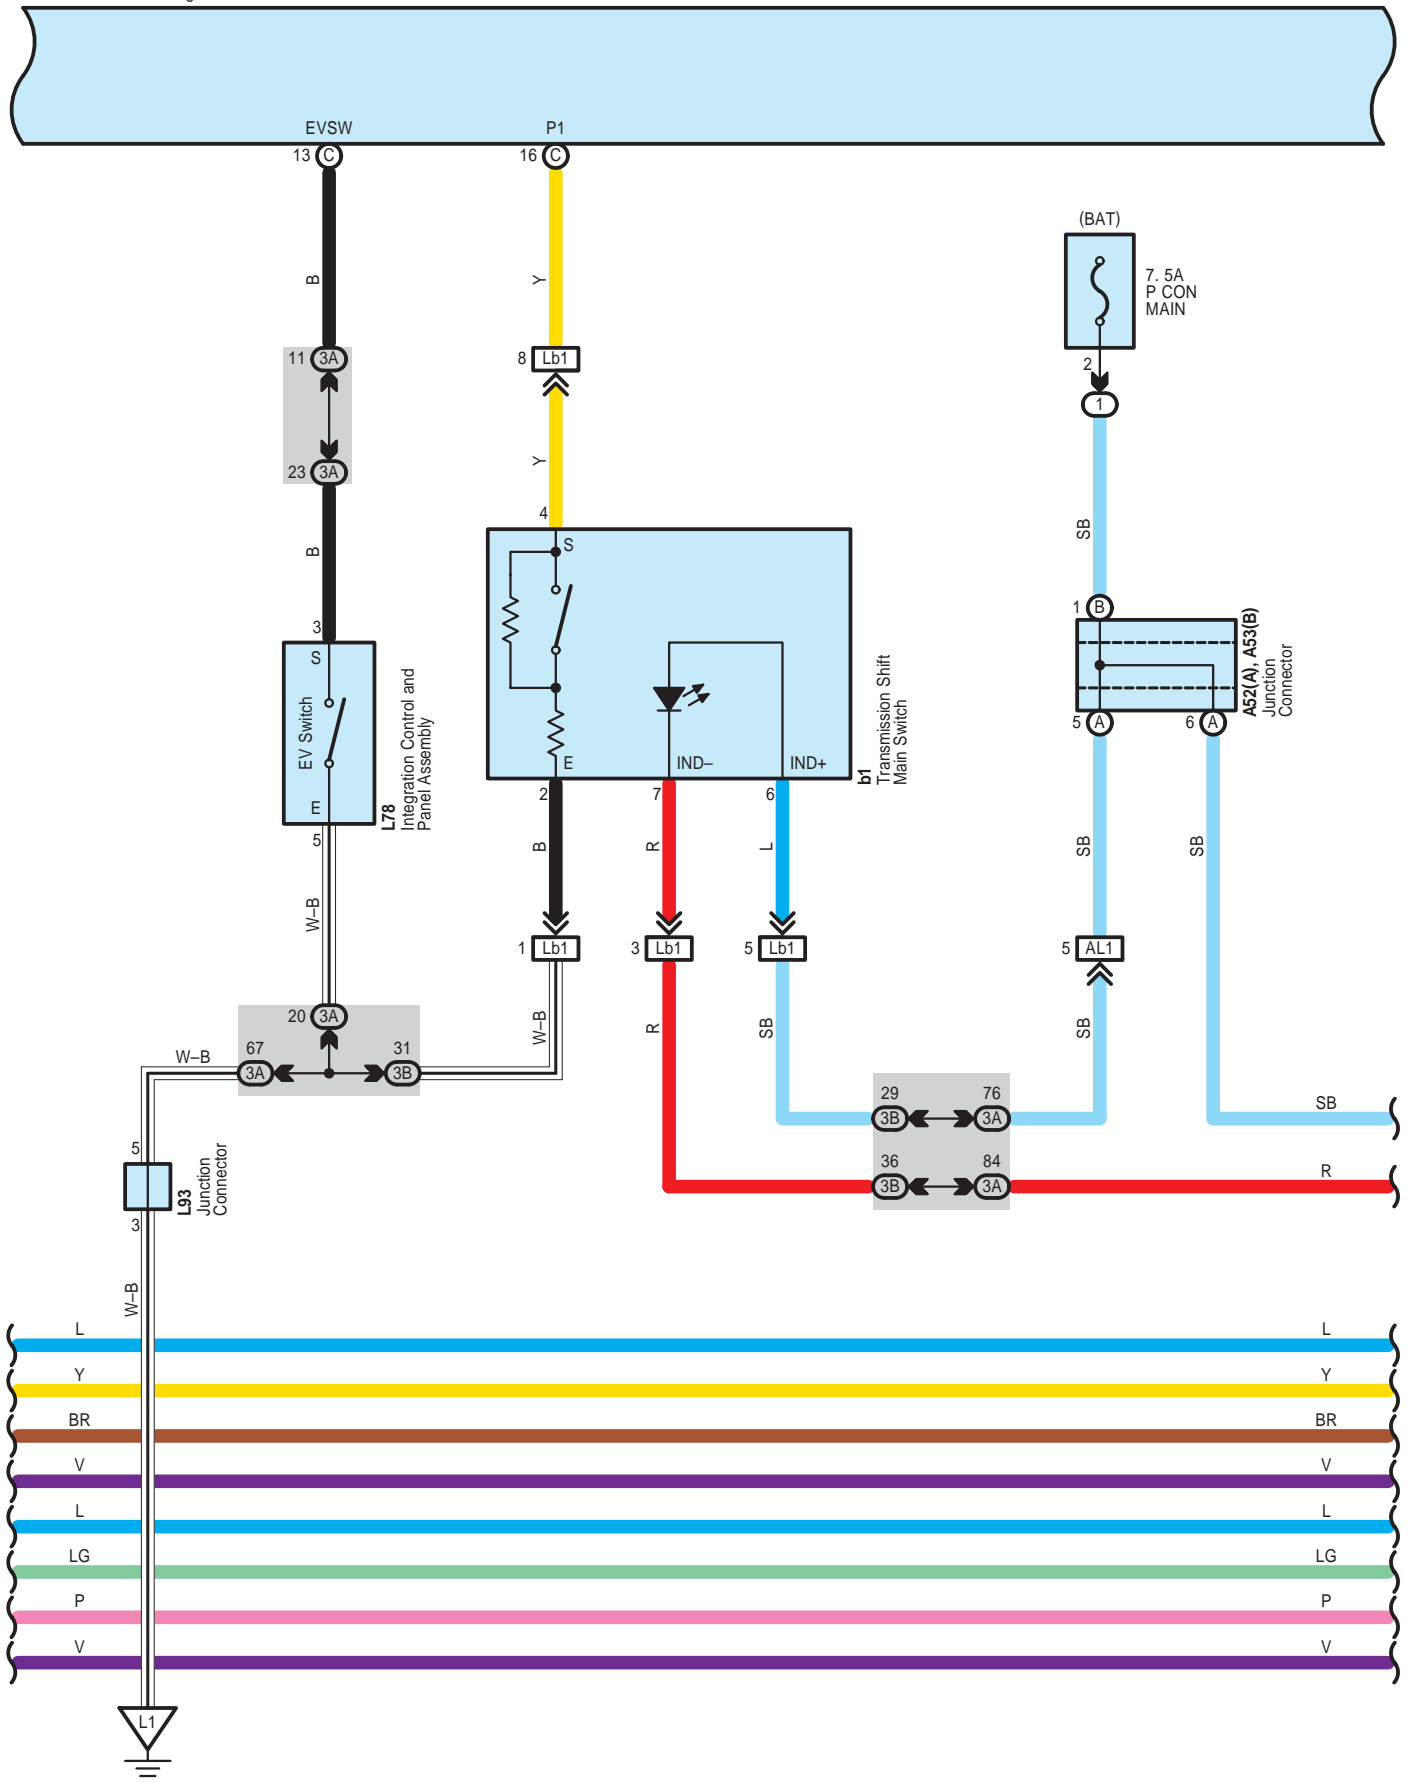 EVSW
P1
13 C
16 C
(BAT)
7. 5A
P CON
MAIN
B
Y
11 3A
8 Lb1
2
1
23 3A
Y
B
SB
4
S
3
S
EV Switch
E
5
L78
Integration Control and
Panel Assembly
E
IND–
IND+
2
7
6
b1
Transmission Shift
Main Switch
1 B
5 A
6 A
A52(A), A53(B)
Junction
Connector
B
R
L
SB
SB
W–B
1 Lb1
3 Lb1
5 Lb1
5 AL1
20 3A
W–B
R
SB
SB
W–B
67
3A
31
3B
29
3B
76
3A
SB
36
3B
84
3A
R
5
L93
Junction
Connector
3
W–B
L L
Y Y
BR BR
V V
L L
LG LG
P P
V V
L1